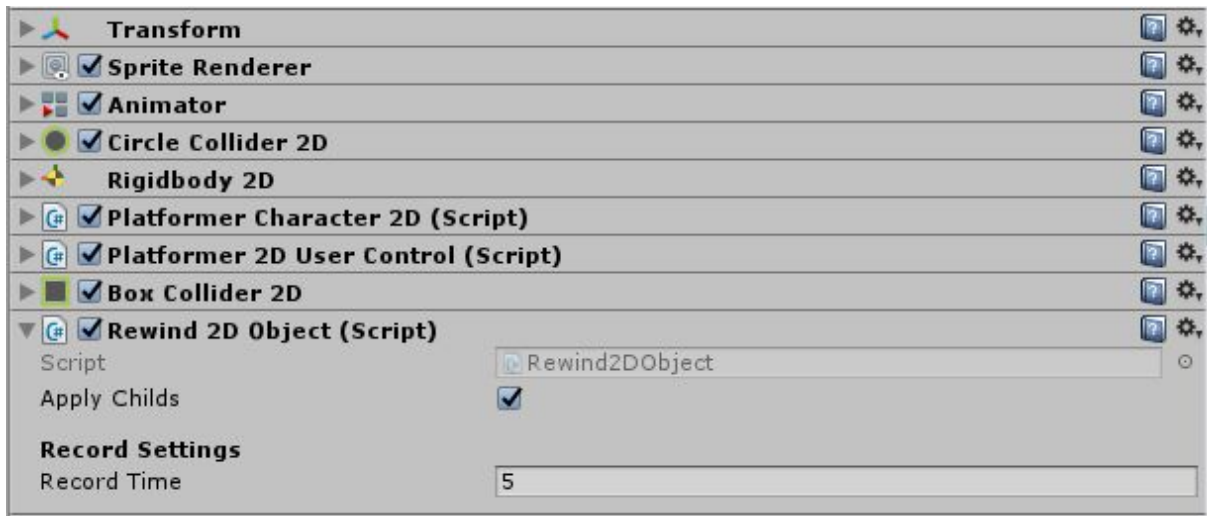 Transform
Sprite Renderer
Animator
Circle Collider 2D
Rigidbody 2D
Platformer Character 2D (Script)
Platformer 2D User Control (Script)
Box Collider 2D
Rewind 2D Object (Script)
Script Rewind2DObject
Apply Childs
Record Settings
Record Time 5